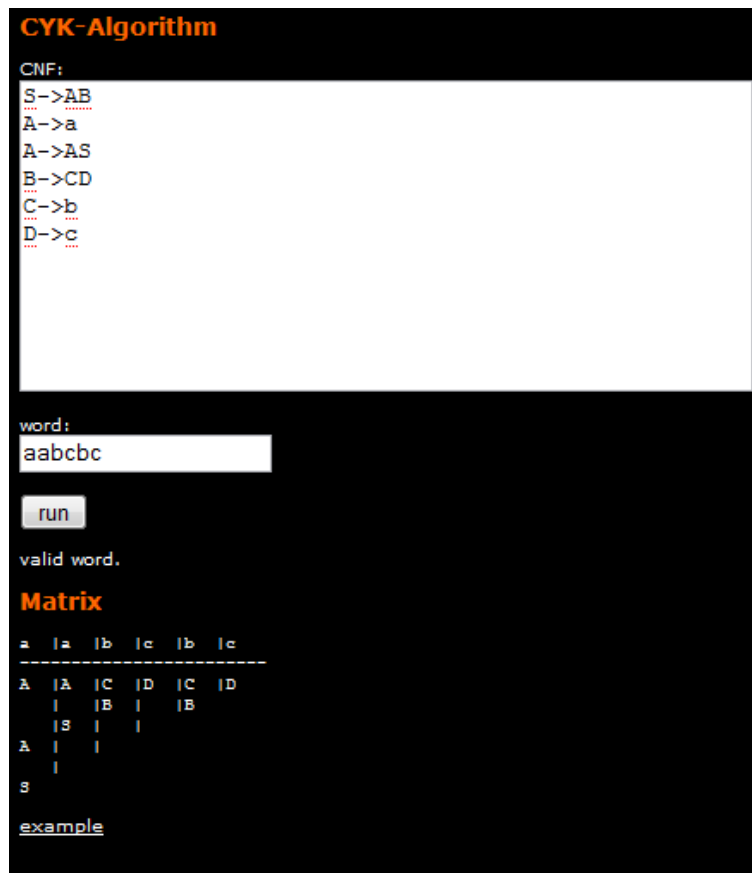 CYK-Algorithm
CNF:
S->AB
A->a
A->AS
B->CD
C->b
D->c
word:
aabcbc
run
valid word.
Matrix
a |a |b |c |b |c
-------------------------
A |A |C |D |C |D
| |B | |B
|S | |
A | |
|
S
example